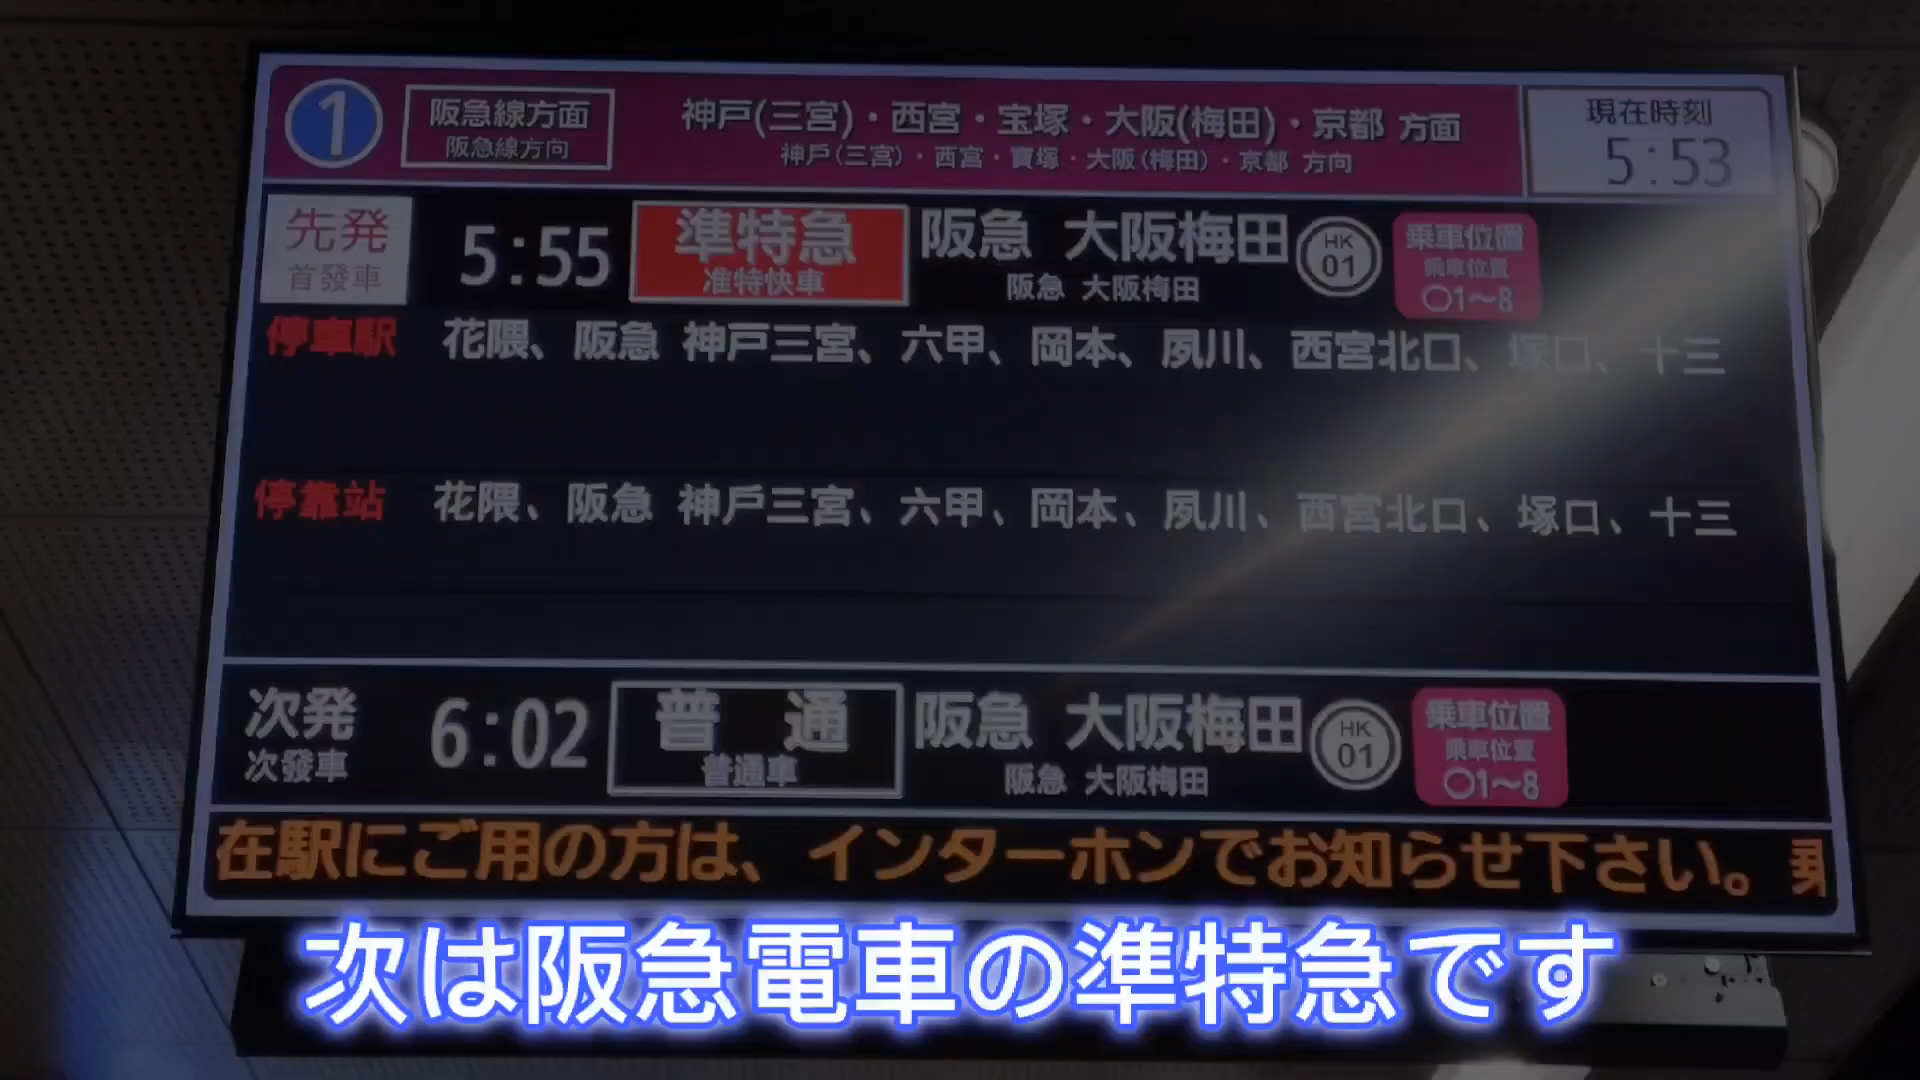 1
阪急線方面
阪急線方向
神戸(三宮)・西宮・宝塚・大阪(梅田)・京都 方面
神戶(三宮)・西宮・寶塚・大阪(梅田)・京都 方向
現在時刻
5:53
先発
首發車
5:55
準特急
准特快車
阪急 大阪梅田
阪急 大阪梅田
HK
01
乗車位置
乘車位置
○1～8
停車駅 花隈、阪急 神戸三宮、六甲、岡本、夙川、西宮北口、塚口、十三
停靠站 花隈、阪急 神戶三宮、六甲、岡本、夙川、西宮北口、塚口、十三
次発
次發車
6:02
普通
普通車
阪急 大阪梅田
阪急 大阪梅田
HK
01
乗車位置
乘車位置
○1～8
在駅にご用の方は、インターホンでお知らせ下さい。
次は阪急電車の準特急です